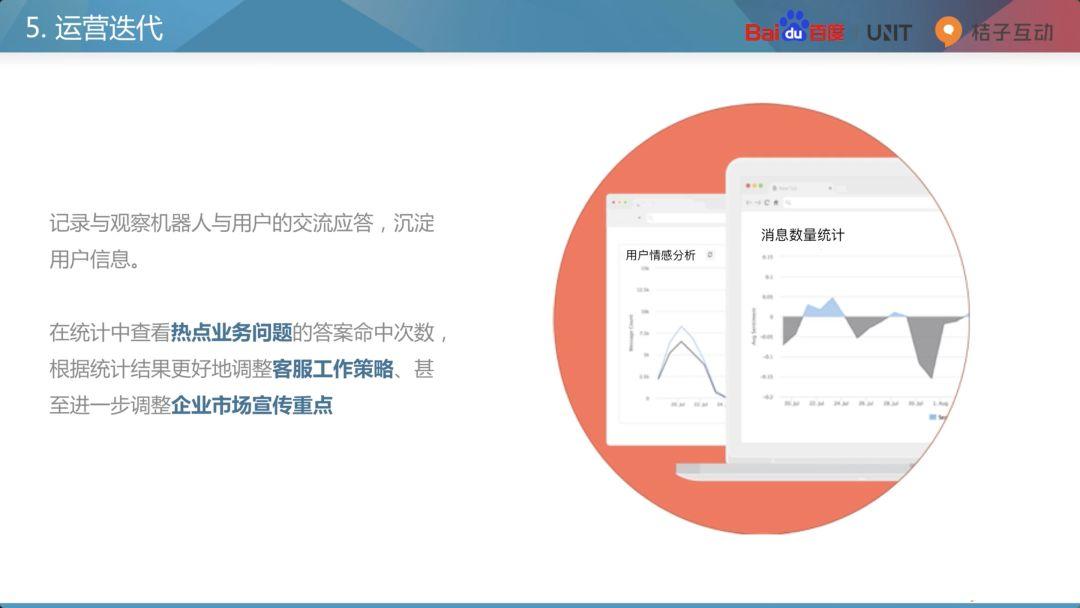 5. 运营迭代
Baidu百度 UNIT 桔子互动
记录与观察机器人与用户的交流应答，沉淀
用户信息。
在统计中查看热点业务问题的答案命中次数，
根据统计结果更好地调整客服工作策略、甚
至进一步调整企业市场宣传重点
用户情感分析
Message Count
15k
12.5k
10k
7.5k
5k
2.5k
0
20. Jul 22. Jul 24.
New Tab
消息数量统计
Avg Sentiment
0.15
0.1
0.05
0
-0.05
-0.1
-0.15
-0.2
20. Jul 22. Jul 24. Jul 26. Jul 28. Jul 30. Jul 1. Aug